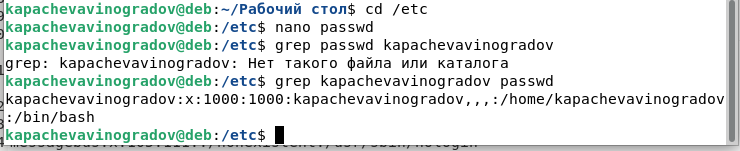 kapachevavinogradov@deb:~/Рабочий стол$ cd /etc
kapachevavinogradov@deb:/etc$ nano passwd
kapachevavinogradov@deb:/etc$ grep passwd kapachevavinogradov
grep: kapachevavinogradov: Нет такого файла или каталога
kapachevavinogradov@deb:/etc$ grep kapachevavinogradov passwd
kapachevavinogradov:x:1000:1000:kapachevavinogradov,,,:/home/kapachevavinogradov
:/bin/bash
kapachevavinogradov@deb:/etc$